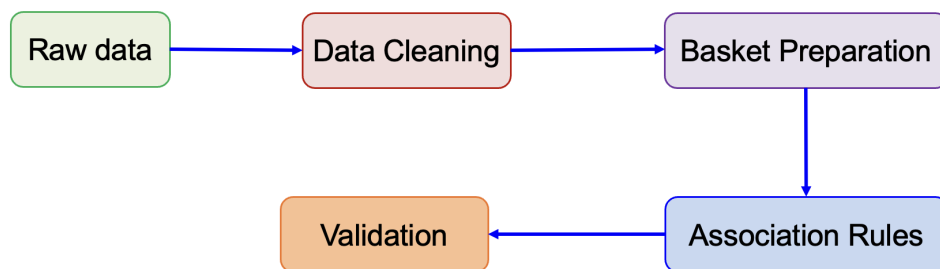 Raw data
Data Cleaning
Basket Preparation
Association Rules
Validation